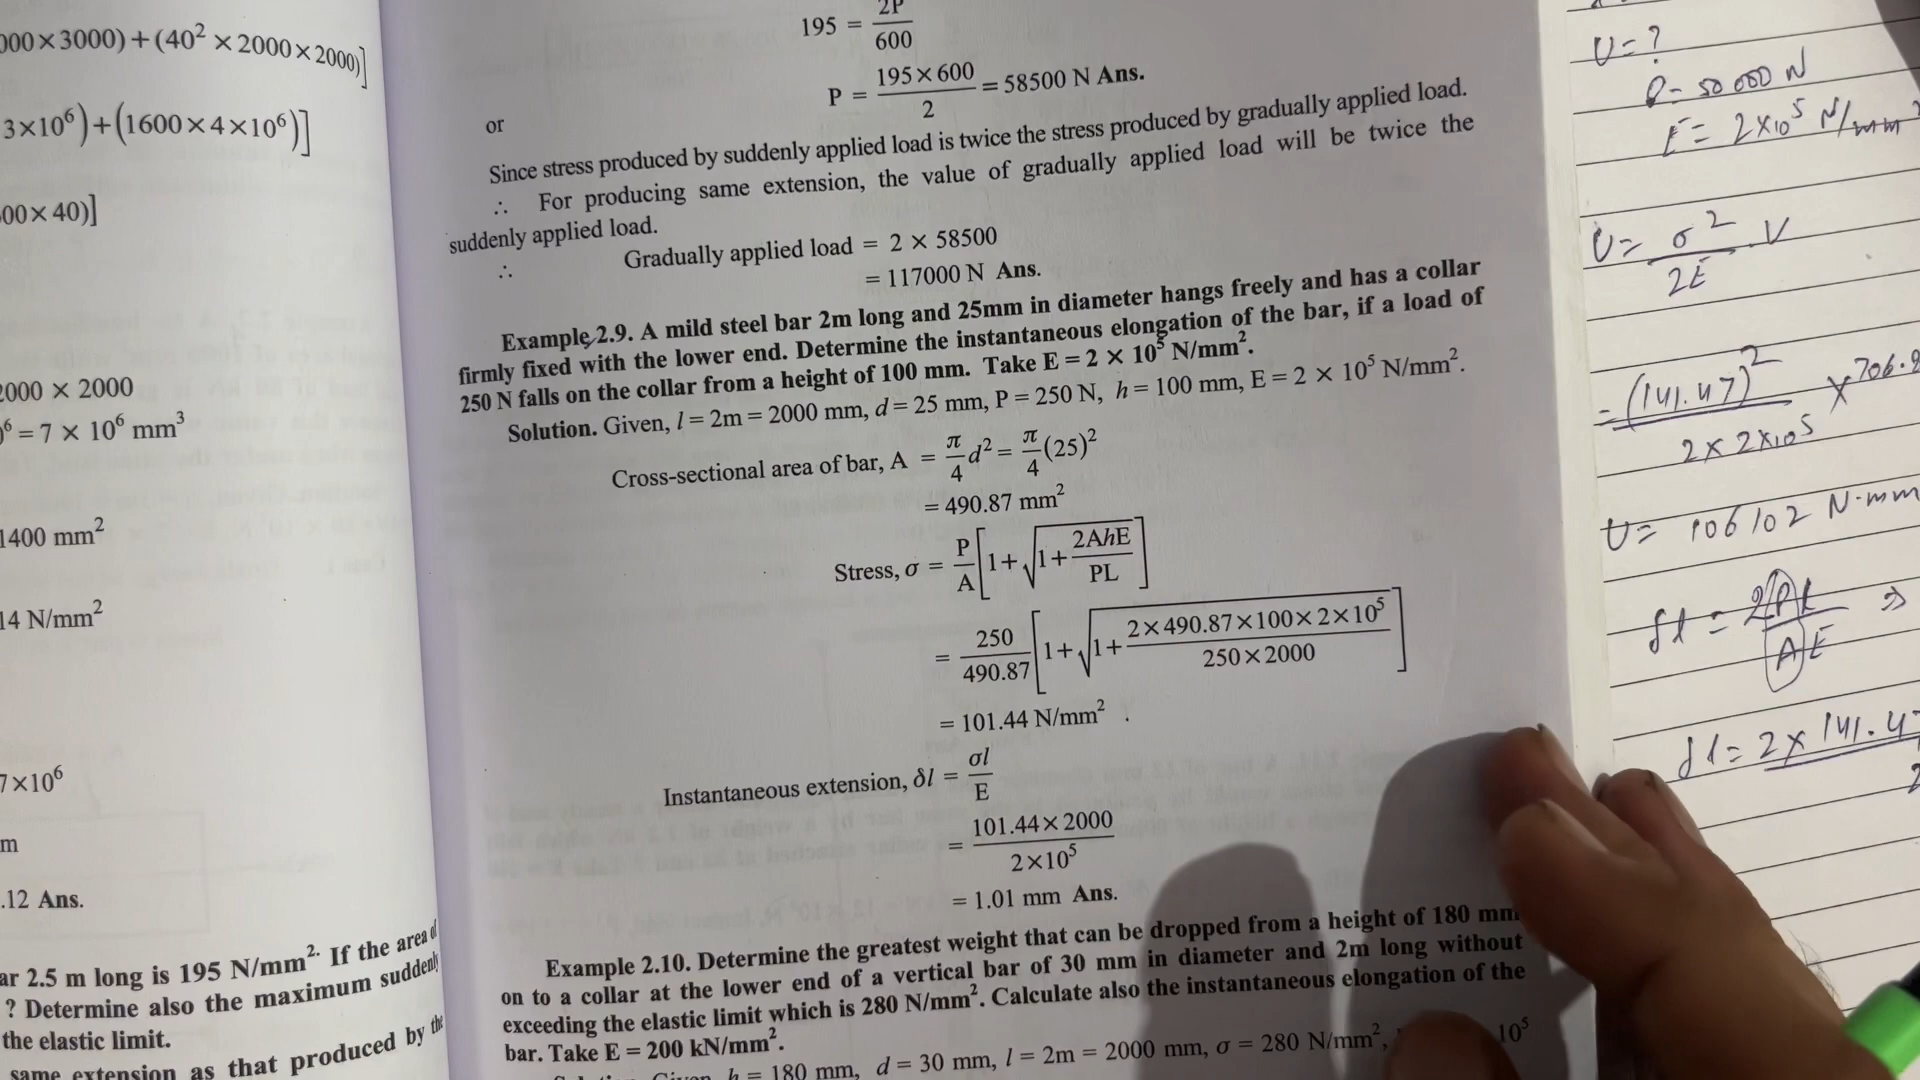 000×3000)+(40² ×2000×2000)]
3×10⁶)+(1600×4×10⁶)]
00×40)]
2000 × 2000
0⁶ = 7 × 10⁶ mm³
1400 mm²
14 N/mm²
7×10⁶
m
.12 Ans.
ar 2.5 m long is 195 N/mm². If the area of
? Determine also the maximum suddenly
the elastic limit.
same extension as that produced by the
195 = 2P/600
or P = 195×600/2 = 58500 N Ans.
Since stress produced by suddenly applied load is twice the stress produced by gradually applied load.
∴ For producing same extension, the value of gradually applied load will be twice the
suddenly applied load.
∴ Gradually applied load = 2 × 58500
= 117000 N Ans.
Example 2.9. A mild steel bar 2m long and 25mm in diameter hangs freely and has a collar
firmly fixed with the lower end. Determine the instantaneous elongation of the bar, if a load of
250 N falls on the collar from a height of 100 mm. Take E = 2 × 10⁵ N/mm².
Solution. Given, l = 2m = 2000 mm, d = 25 mm, P = 250 N, h = 100 mm, E = 2 × 10⁵ N/mm².
Cross-sectional area of bar, A = π/4 d² = π/4 (25)²
= 490.87 mm²
Stress, σ = P/A [1+√(1+ 2AhE/PL)]
= 250/490.87 [1+√(1+ 2×490.87×100×2×10⁵/250×2000)]
= 101.44 N/mm² .
Instantaneous extension, δl = σl/E
= 101.44×2000/2×10⁵
= 1.01 mm Ans.
Example 2.10. Determine the greatest weight that can be dropped from a height of 180 mm
on to a collar at the lower end of a vertical bar of 30 mm in diameter and 2m long without
exceeding the elastic limit which is 280 N/mm². Calculate also the instantaneous elongation of the
bar. Take E = 200 kN/mm².
Given, h = 180 mm, d = 30 mm, l = 2m = 2000 mm, σ = 280 N/mm², 10⁵
U = ?
P = 50 000 N
E = 2×10⁵ N/mm²
U = σ²/2E . V
= (141.47)²/2×2×10⁵ × 706.8
U = 106102 N.mm
δl = 2Pl/AE ⇒
δl = 2×141.4